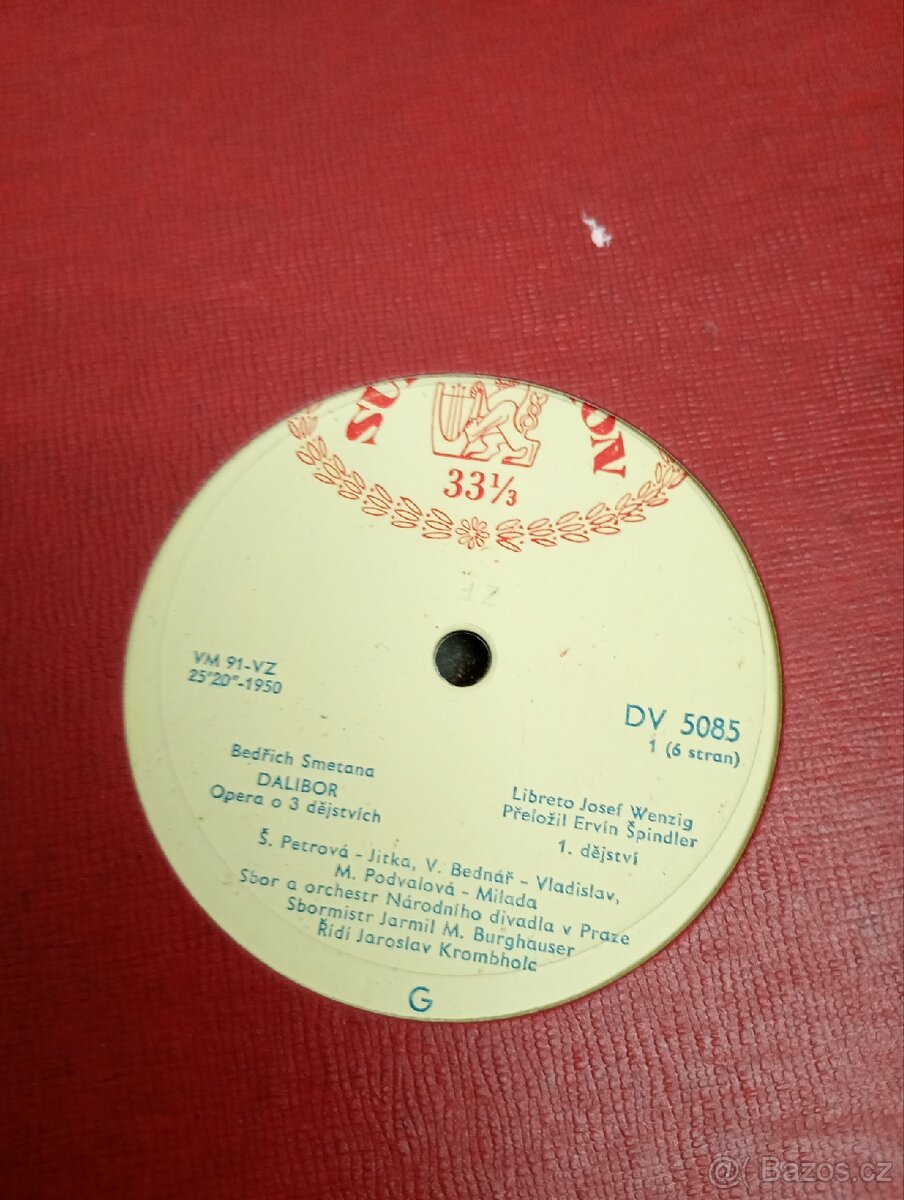 SU ON
33⅓
VM 91-VZ
25'20"-1950
DV 5085
1 (6 stran)
Bedřich Smetana
DALIBOR
Opera o 3 dějstvích
Libreto Josef Wenzig
Přeložil Ervín Špindler
1. dějství
Š. Petrová - Jitka, V. Bednář - Vladislav,
M. Podvalová - Milada
Sbor a orchestr Národního divadla v Praze
Sbormistr Jarmil M. Burghauser
Řídí Jaroslav Krombholc
G
Bazos.cz